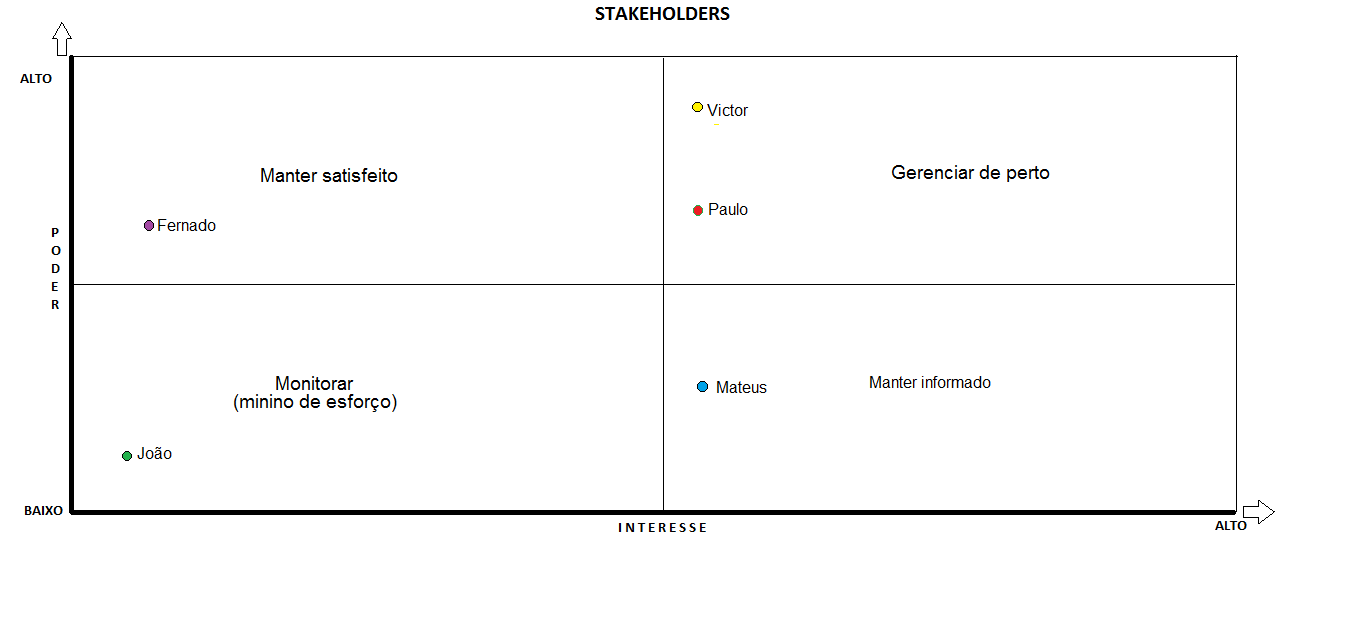 STAKEHOLDERS
ALTO
Victor
Manter satisfeito
Gerenciar de perto
Paulo
Fernado
PODER
Monitorar
(minino de esforço)
Mateus
Manter informado
João
BAIXO
INTERESSE
ALTO